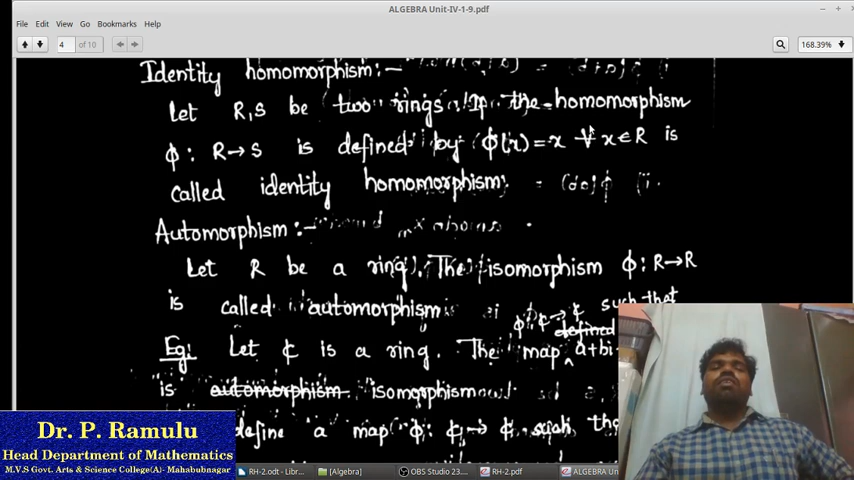 ALGEBRA Unit-IV-1-9.pdf
File Edit View Go Bookmarks Help
4 of 10 168.39%
Identity homomorphism:-
Let R,S be two rings. If the homomorphism
ϕ: R→S is defined by ϕ(x)=x ∀ x∈R is
called identity homomorphism.
Automorphism:-
Let R be a ring. The isomorphism ϕ: R→R
is called automorphism
ϕ: ₵→₵ such that
defined
Eg: Let ₵ is a ring. The map a+bi
is automorphism isomorphism
define a map ϕ: ₵→₵ such tha
Dr. P. Ramulu
Head Department of Mathematics
M.V.S Govt. Arts & Science College(A)- Mahabubnagar
RH-2.odt - Libr... [Algebra] OBS Studio 23.... RH-2.pdf ALGEBRA Un